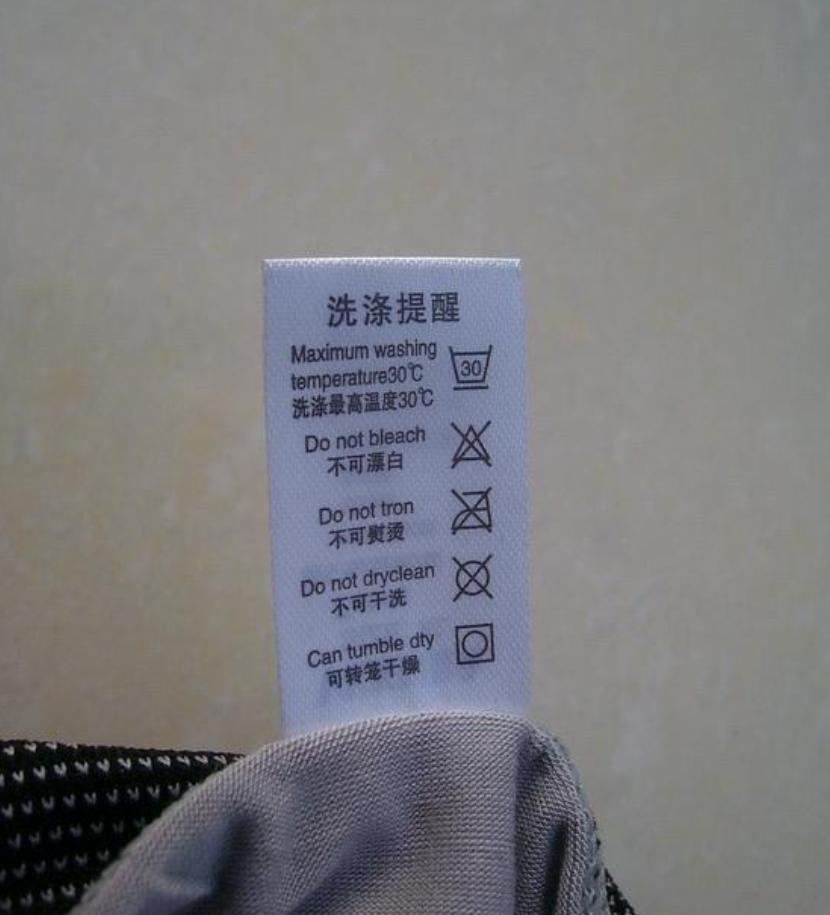 洗涤提醒
Maximum washing
temperature30℃
洗涤最高温度30℃
30
Do not bleach
不可漂白
Do not tron
不可熨烫
Do not dryclean
不可干洗
Can tumble dty
可转笼干燥